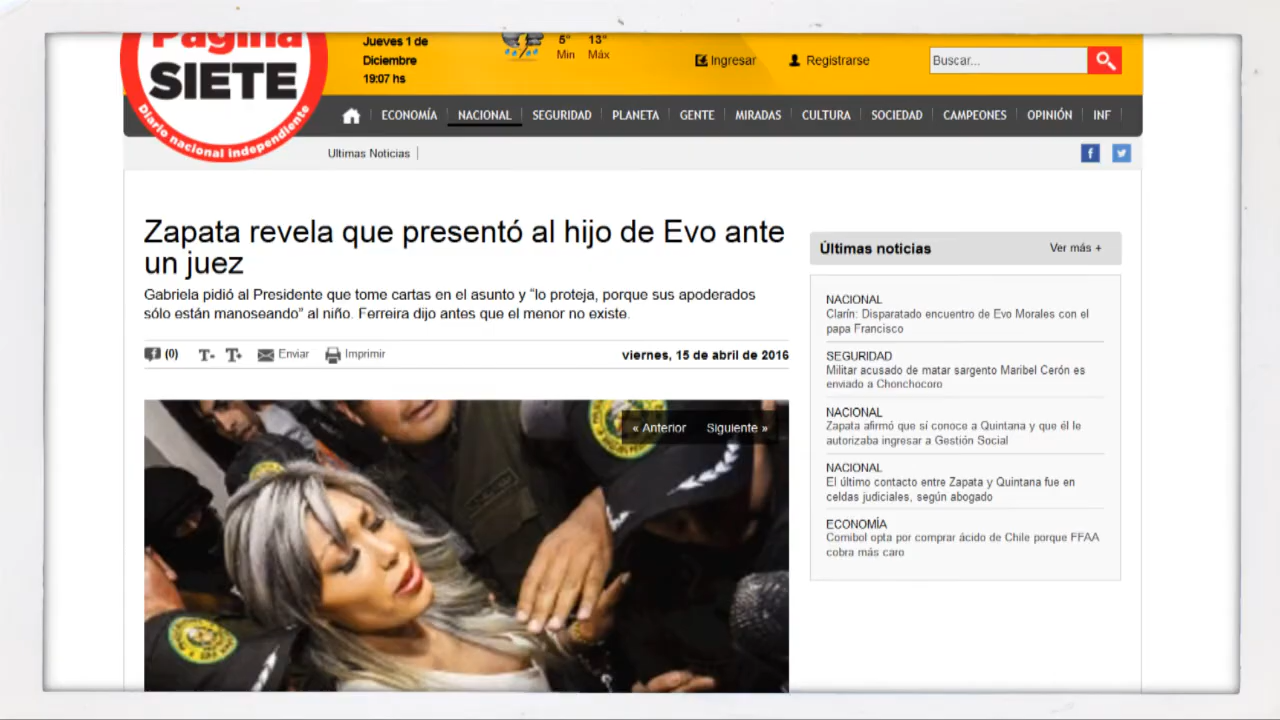 Página
SIETE
Diario nacional independiente
Jueves 1 de
Diciembre
19:07 hs
5° 13°
Min Máx
Ingresar
Registrarse
Buscar...
ECONOMÍA NACIONAL SEGURIDAD PLANETA GENTE MIRADAS CULTURA SOCIEDAD CAMPEONES OPINIÓN INF
Ultimas Noticias
Zapata revela que presentó al hijo de Evo ante
un juez
Gabriela pidió al Presidente que tome cartas en el asunto y “lo proteja, porque sus apoderados
sólo están manoseando” al niño. Ferreira dijo antes que el menor no existe.
(0) T- T+ Enviar Imprimir
viernes, 15 de abril de 2016
« Anterior Siguiente »
Últimas noticias Ver más +
NACIONAL
Clarín: Disparatado encuentro de Evo Morales con el
papa Francisco
SEGURIDAD
Militar acusado de matar sargento Maribel Cerón es
enviado a Chonchocoro
NACIONAL
Zapata afirmó que sí conoce a Quintana y que él le
autorizaba ingresar a Gestión Social
NACIONAL
El último contacto entre Zapata y Quintana fue en
celdas judiciales, según abogado
ECONOMÍA
Comibol opta por comprar ácido de Chile porque FFAA
cobra más caro